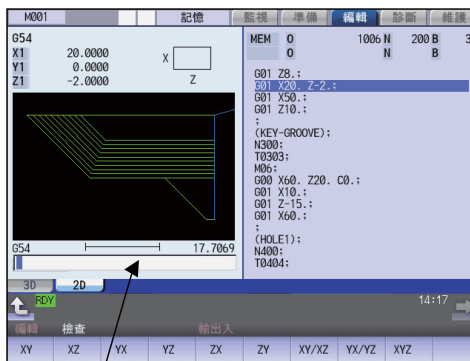 M001 記憶 監視 準備 編輯 診斷 維護
G54
X1 20.0000
Y1 0.0000
Z1 -2.0000
X
Z
G54 17.7069
MEM O 1006 N 200 B 3
O N B
G01 Z8.;
G01 X20. Z-2.;
G01 X50.;
G01 Z10.;
;
(KEY-GROOVE);
N300;
T0303;
M06;
G00 X60. Z20. C0.;
G01 X10.;
G01 Z-15.;
G01 X60.;
;
(HOLE1);
N400;
T0404;
3D 2D
RDY 14:17
編輯 檢查 輸出入
XY XZ YX YZ ZX ZY XY/XZ YX/YZ XYZ